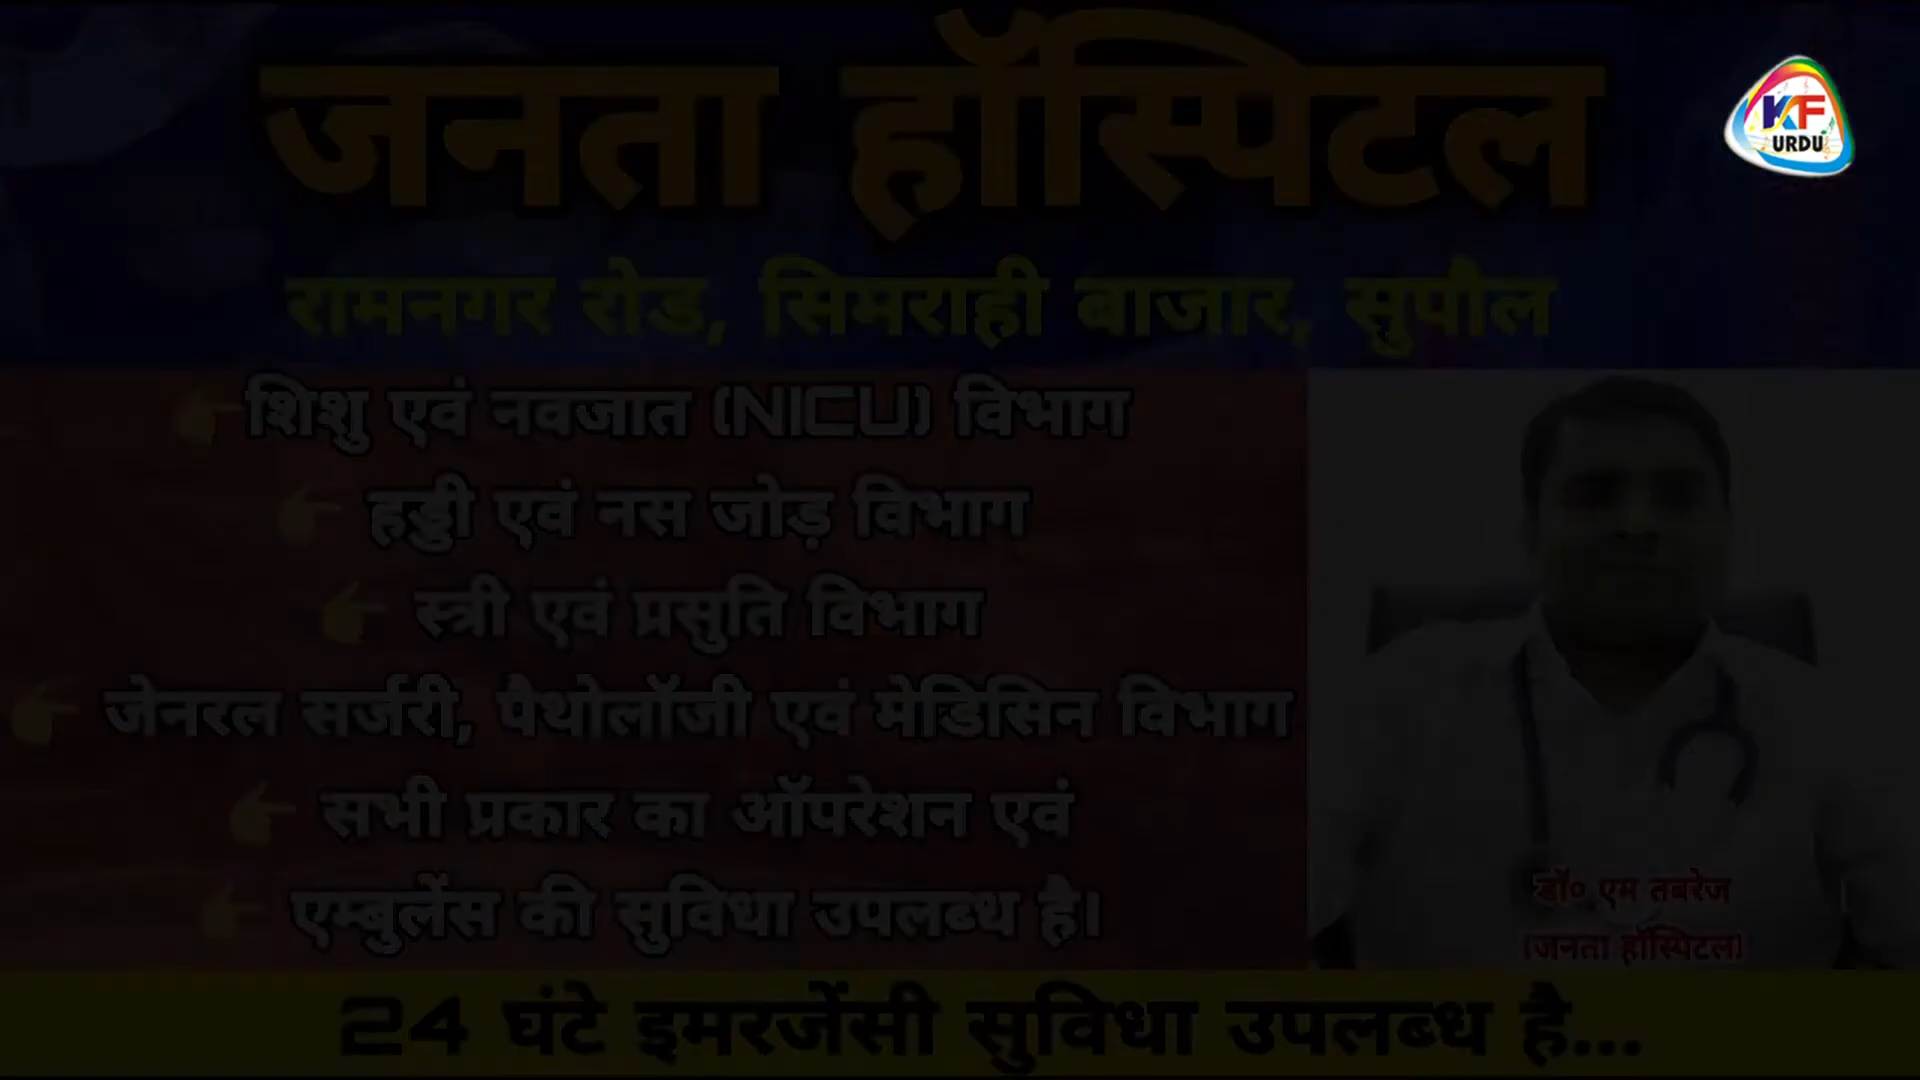 जनता हॉस्पिटल
KF
URDU
रामनगर रोड, सिमराही बाजार, सुपौल
👉 शिशु एवं नवजात (NICU) विभाग
👉 हड्डी एवं नस जोड़ विभाग
👉 स्त्री एवं प्रसुति विभाग
👉 जेनरल सर्जरी, पैथोलॉजी एवं मेडिसिन विभाग
👉 सभी प्रकार का ऑपरेशन एवं
👉 एम्बुलेंस की सुविधा उपलब्ध है।
डॉ० एम तबरेज
(जनता हॉस्पिटल)
24 घंटे इमरजेंसी सुविधा उपलब्ध है...